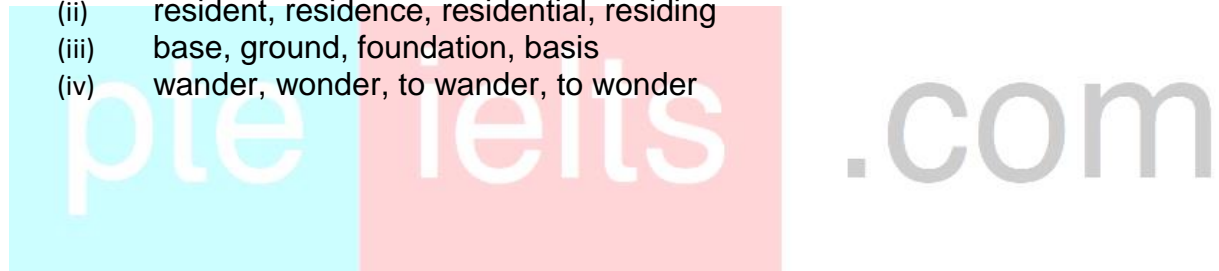 (ii) resident, residence, residential, residing
(iii) base, ground, foundation, basis
(iv) wander, wonder, to wander, to wonder
pte ielts .com